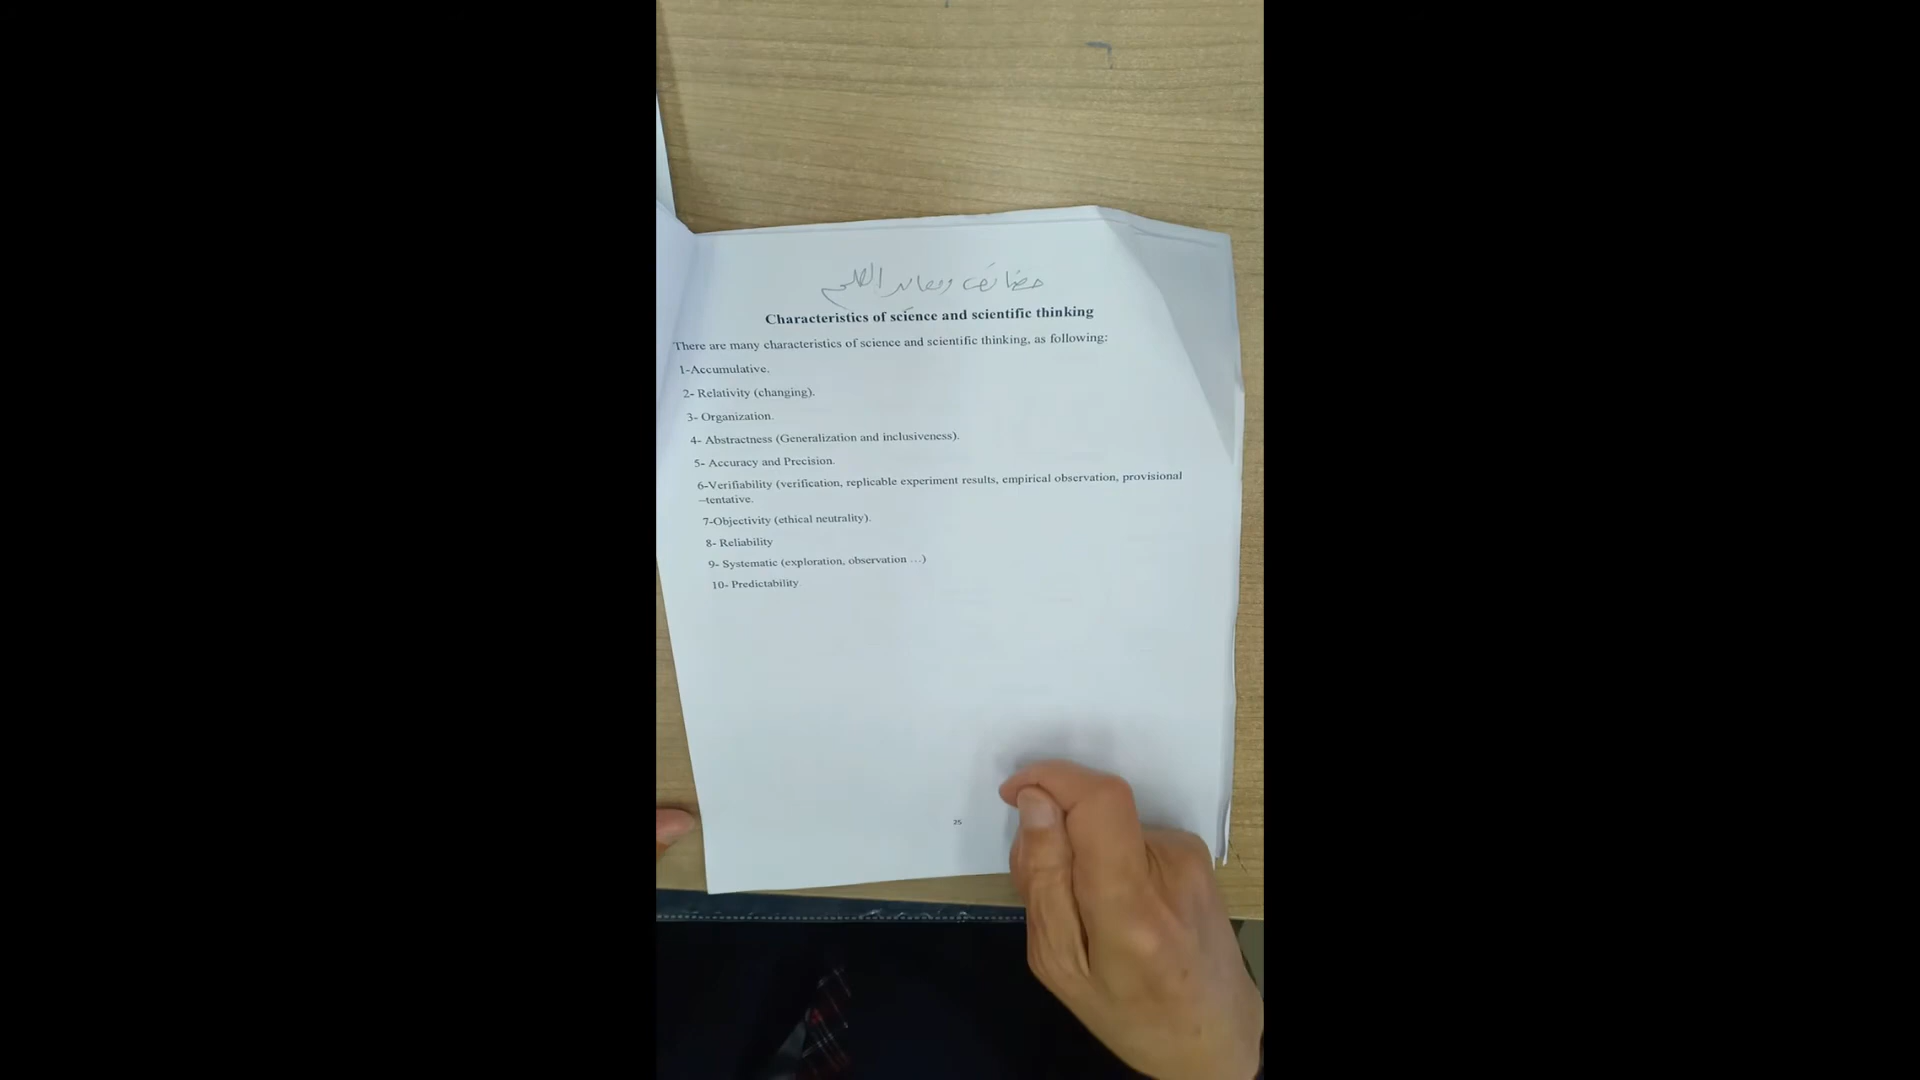 خصائص ومعايير العلم
Characteristics of science and scientific thinking
There are many characteristics of science and scientific thinking, as following:
1-Accumulative.
2- Relativity (changing).
3- Organization.
4- Abstractness (Generalization and inclusiveness).
5- Accuracy and Precision.
6-Verifiability (verification, replicable experiment results, empirical observation, provisional
–tentative.
7-Objectivity (ethical neutrality).
8- Reliability
9- Systematic (exploration, observation …)
10- Predictability
25